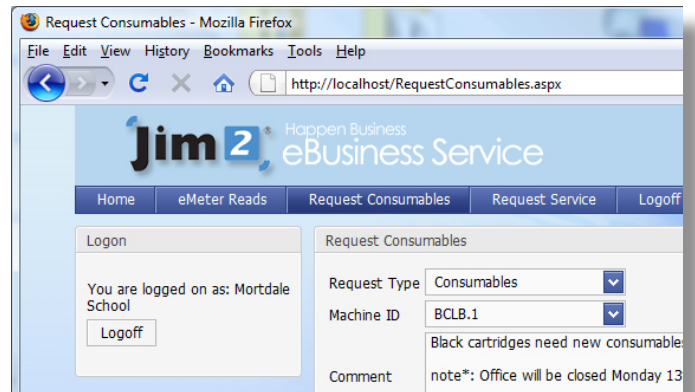 Request Consumables - Mozilla Firefox
File Edit View History Bookmarks Tools Help
http://localhost/RequestConsumables.aspx
Jim2® Happen Business
eBusiness Service
Home eMeter Reads Request Consumables Request Service Logoff
Logon
You are logged on as: Mortdale
School
Logoff
Request Consumables
Request Type Consumables
Machine ID BCLB.1
Black cartridges need new consumables
Comment note*: Office will be closed Monday 13